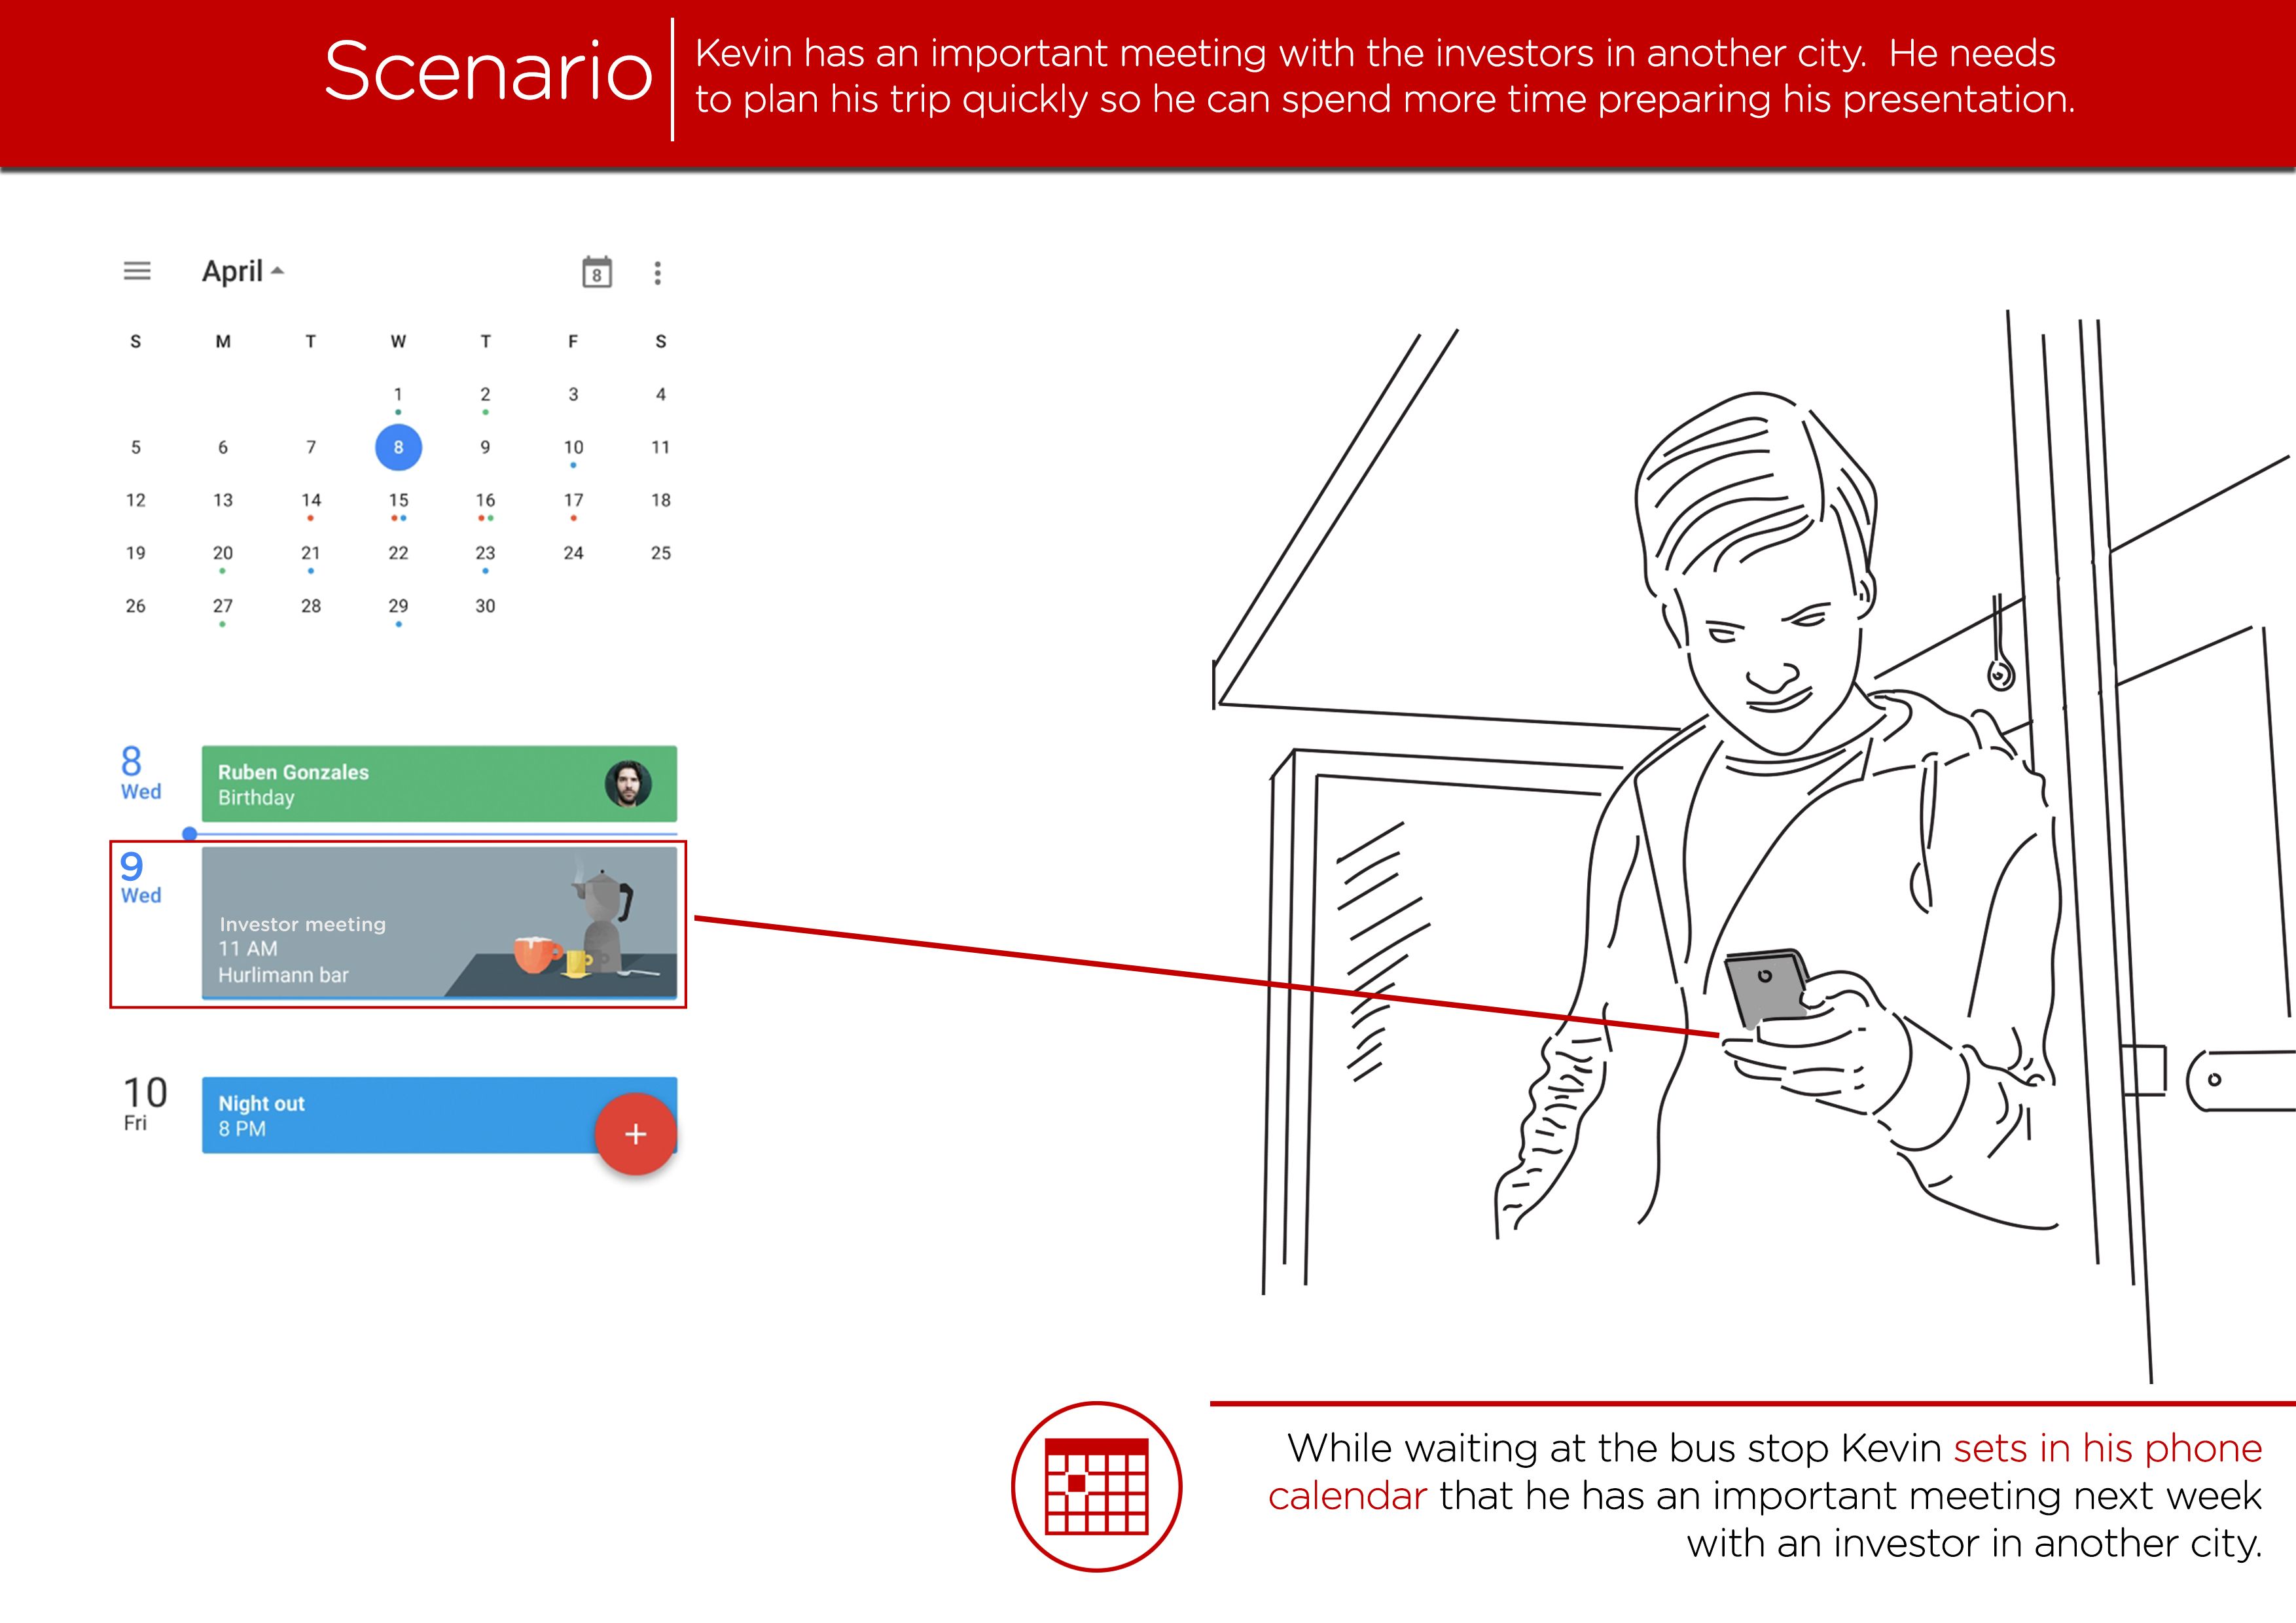 Scenario
Kevin has an important meeting with the investors in another city.  He needs
to plan his trip quickly so he can spend more time preparing his presentation.
April
8
S M T W T F S
1 2 3 4
5 6 7 8 9 10 11
12 13 14 15 16 17 18
19 20 21 22 23 24 25
26 27 28 29 30
8
Wed
Ruben Gonzales
Birthday
9
Wed
Investor meeting
11 AM
Hurlimann bar
10
Fri
Night out
8 PM
+
While waiting at the bus stop Kevin sets in his phone
calendar that he has an important meeting next week
with an investor in another city.